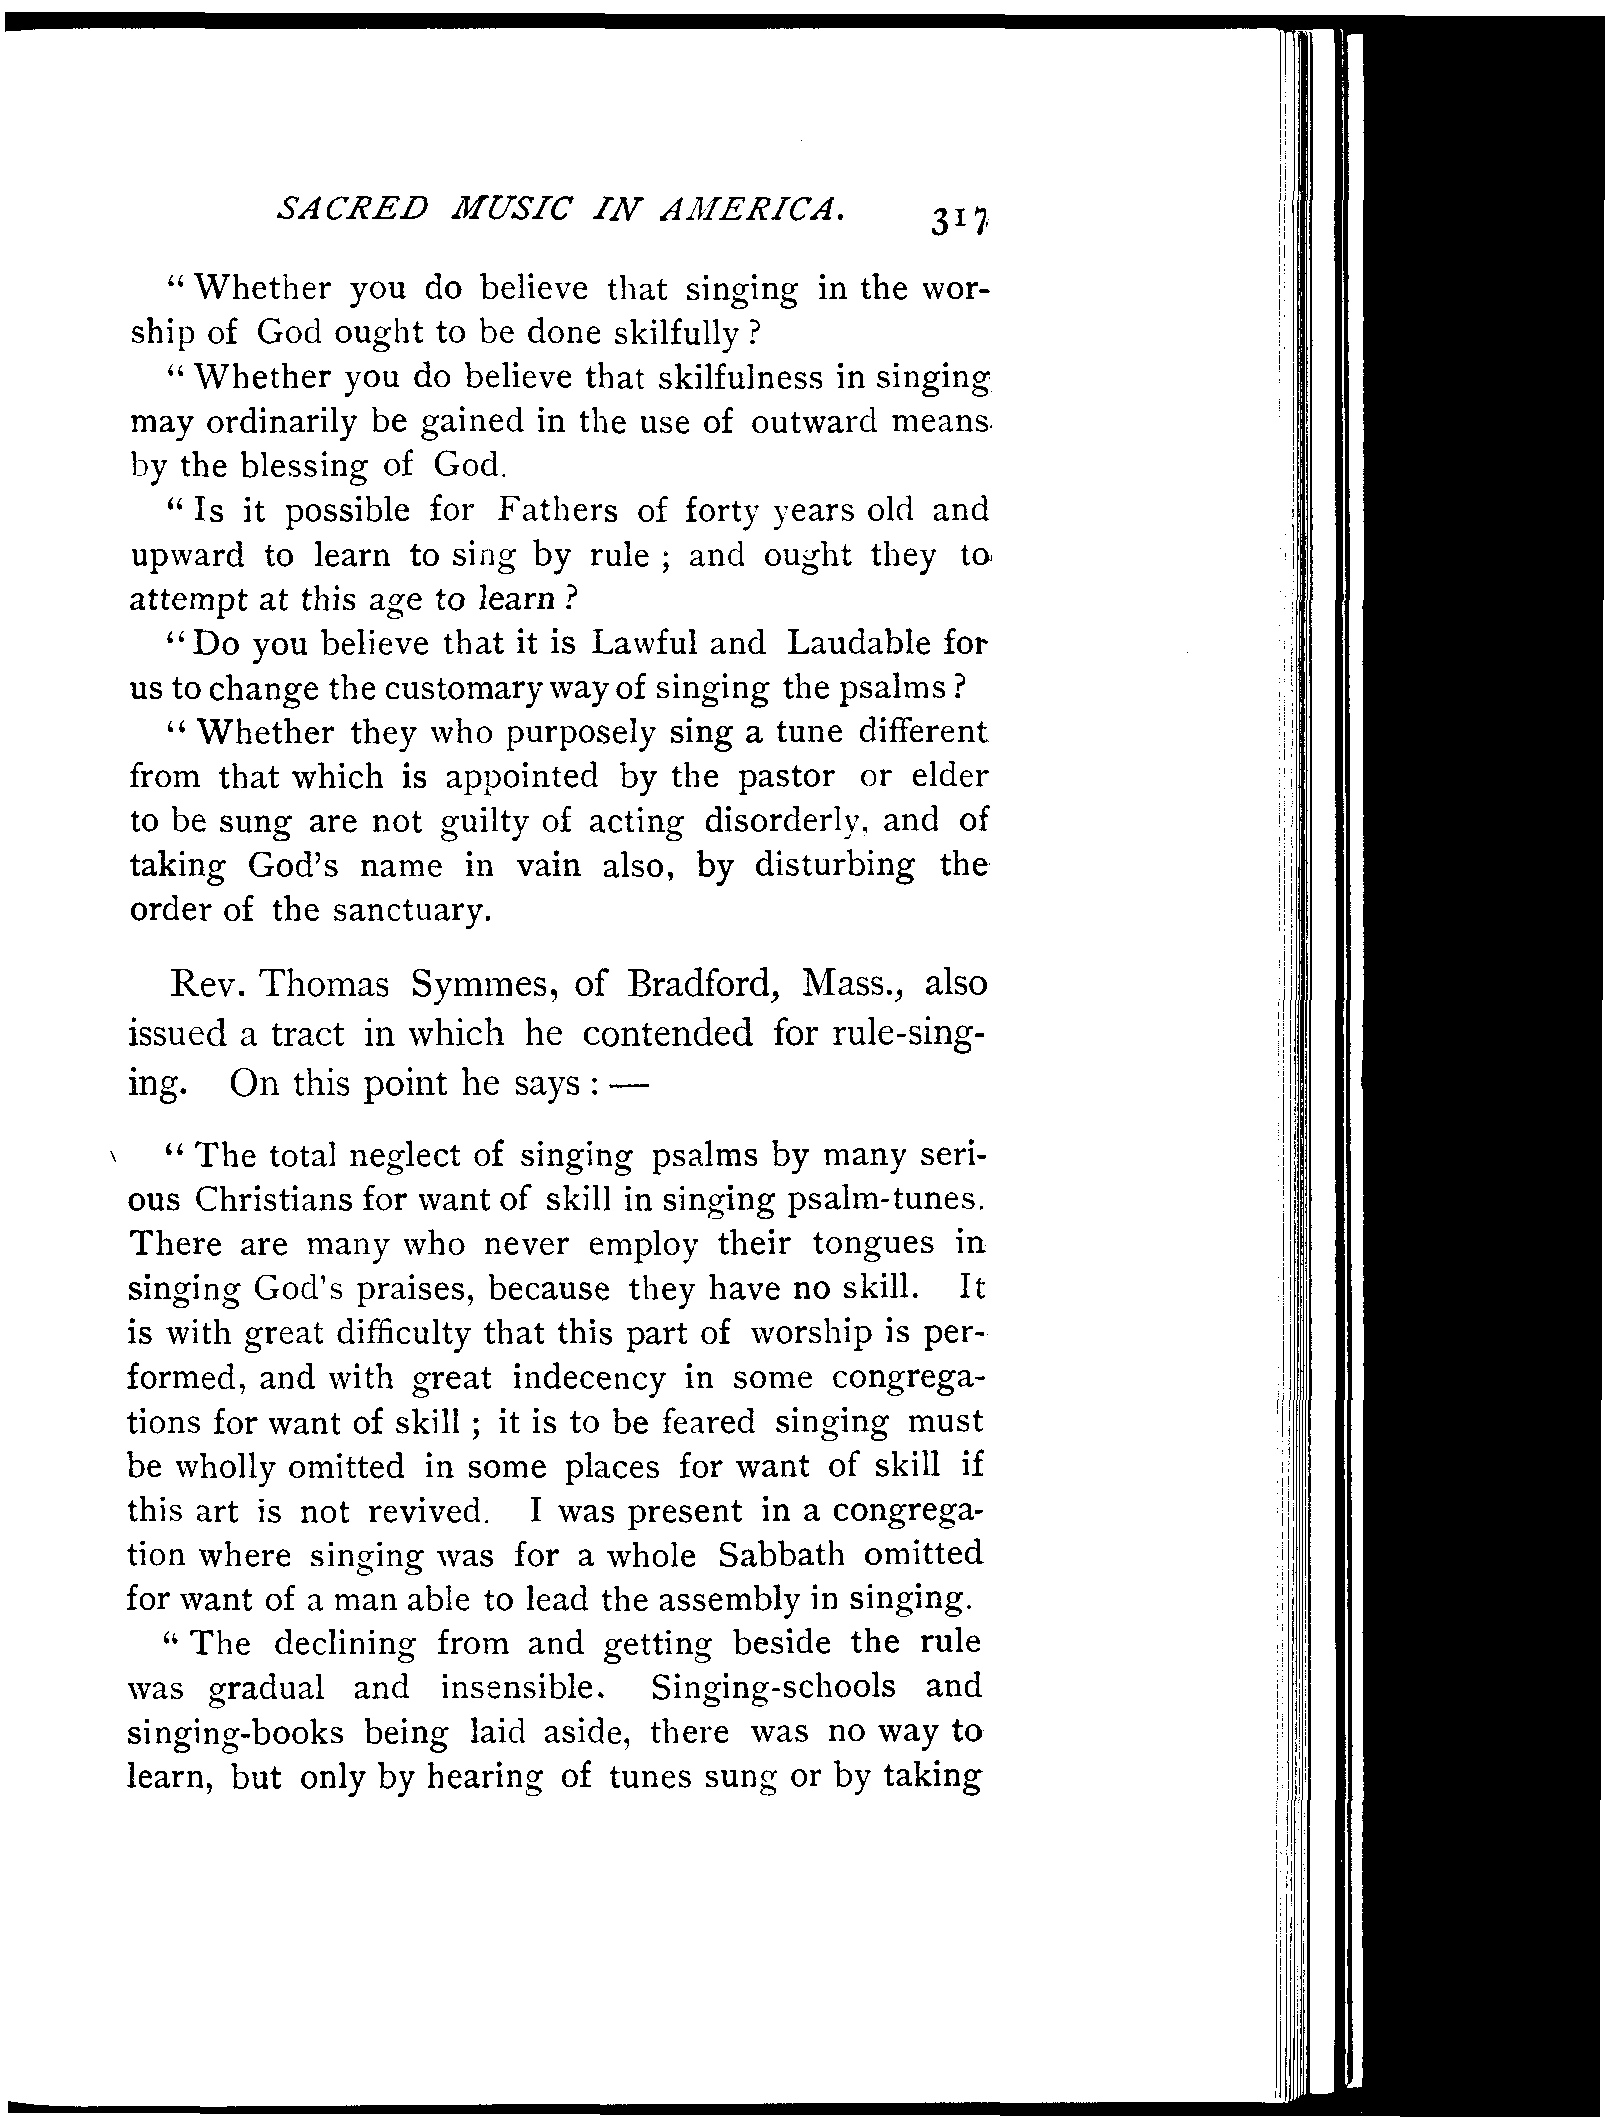 SACRED MUSIC IN AMERICA. 317
“ Whether you do believe that singing in the wor-
ship of God ought to be done skilfully ?
“ Whether you do believe that skilfulness in singing
may ordinarily be gained in the use of outward means
by the blessing of God.
“ Is it possible for Fathers of forty years old and
upward to learn to sing by rule ; and ought they to
attempt at this age to learn ?
“ Do you believe that it is Lawful and Laudable for
us to change the customary way of singing the psalms ?
“ Whether they who purposely sing a tune different
from that which is appointed by the pastor or elder
to be sung are not guilty of acting disorderly, and of
taking God's name in vain also, by disturbing the
order of the sanctuary.
Rev. Thomas Symmes, of Bradford, Mass., also
issued a tract in which he contended for rule-sing-
ing. On this point he says : —
“ The total neglect of singing psalms by many seri-
ous Christians for want of skill in singing psalm-tunes.
There are many who never employ their tongues in
singing God's praises, because they have no skill. It
is with great difficulty that this part of worship is per-
formed, and with great indecency in some congrega-
tions for want of skill ; it is to be feared singing must
be wholly omitted in some places for want of skill if
this art is not revived. I was present in a congrega-
tion where singing was for a whole Sabbath omitted
for want of a man able to lead the assembly in singing.
“ The declining from and getting beside the rule
was gradual and insensible. Singing-schools and
singing-books being laid aside, there was no way to
learn, but only by hearing of tunes sung or by taking